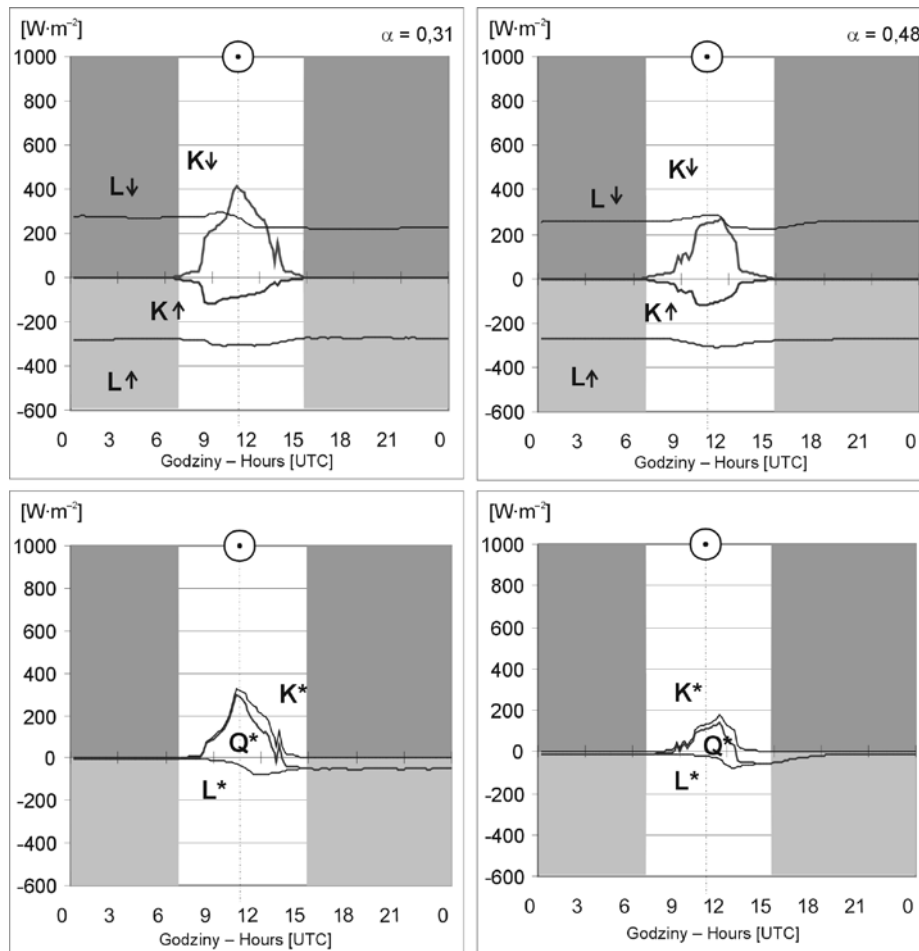 [W·m⁻²]
α = 0,31
1000
800
600
400
200
0
-200
-400
-600
K↓
L↓
K↑
L↑
0 3 6 9 12 15 18 21 0
Godziny – Hours [UTC]
[W·m⁻²]
α = 0,48
1000
800
600
400
200
0
-200
-400
-600
K↓
L↓
K↑
L↑
0 3 6 9 12 15 18 21 0
Godziny – Hours [UTC]
[W·m⁻²]
1000
800
600
400
200
0
-200
-400
-600
K*
Q*
L*
0 3 6 9 12 15 18 21 0
Godziny – Hours [UTC]
[W·m⁻²]
1000
800
600
400
200
0
-200
-400
-600
K*
Q*
L*
0 3 6 9 12 15 18 21 0
Godziny – Hours [UTC]